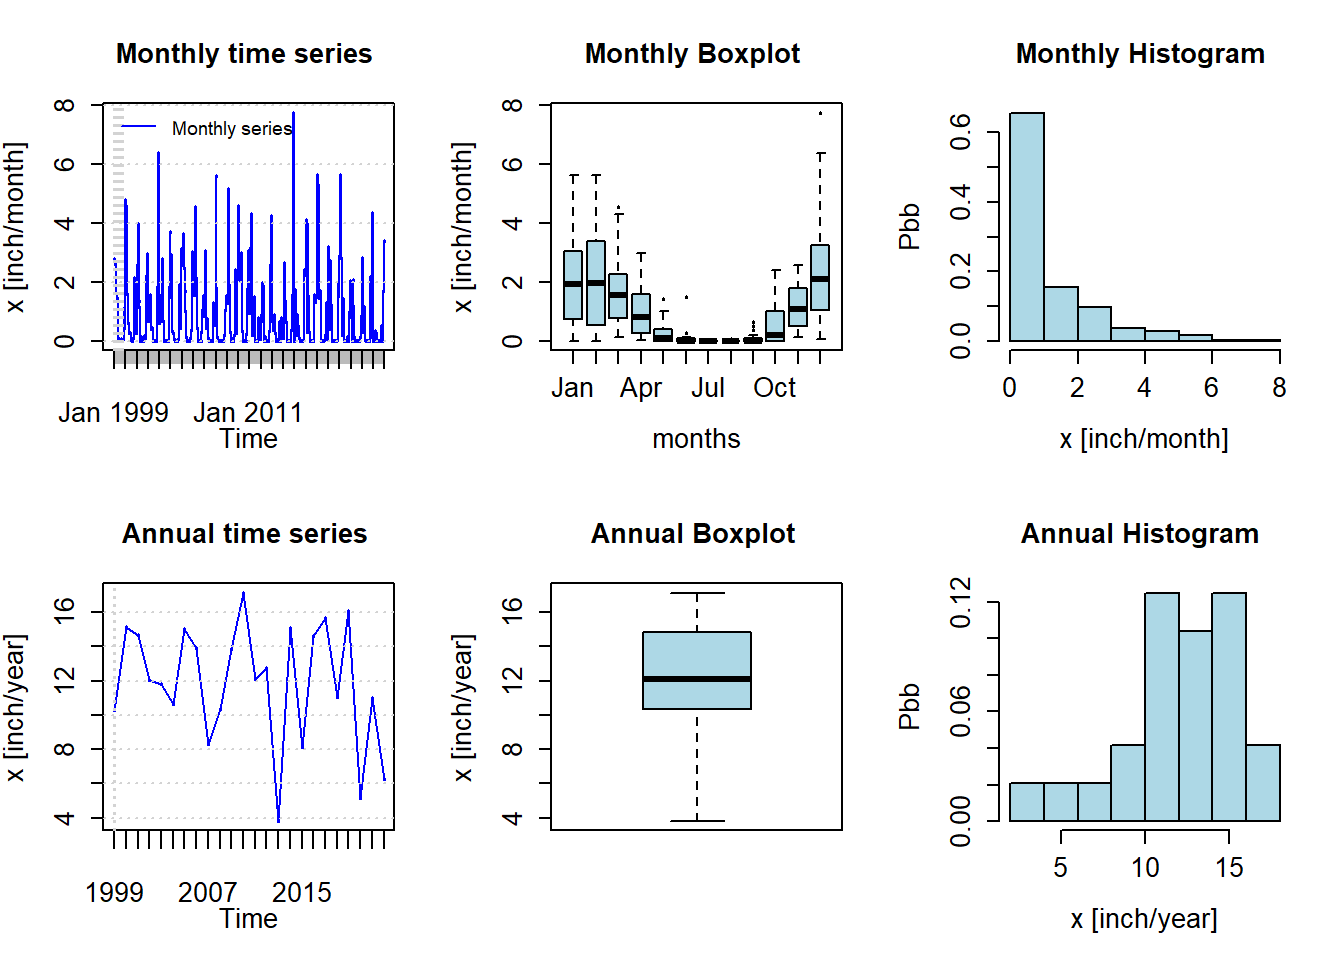 Monthly time series
x [inch/month]
8
6
4
2
0
Monthly series
Jan 1999
Jan 2011
Time
Monthly Boxplot
x [inch/month]
8
6
4
2
0
Jan
Apr
Jul
Oct
months
Monthly Histogram
Pbb
0.6
0.4
0.2
0.0
0
2
4
6
8
x [inch/month]
Annual time series
x [inch/year]
16
12
8
4
1999
2007
2015
Time
Annual Boxplot
x [inch/year]
16
12
8
4
Annual Histogram
Pbb
0.12
0.06
0.00
5
10
15
x [inch/year]